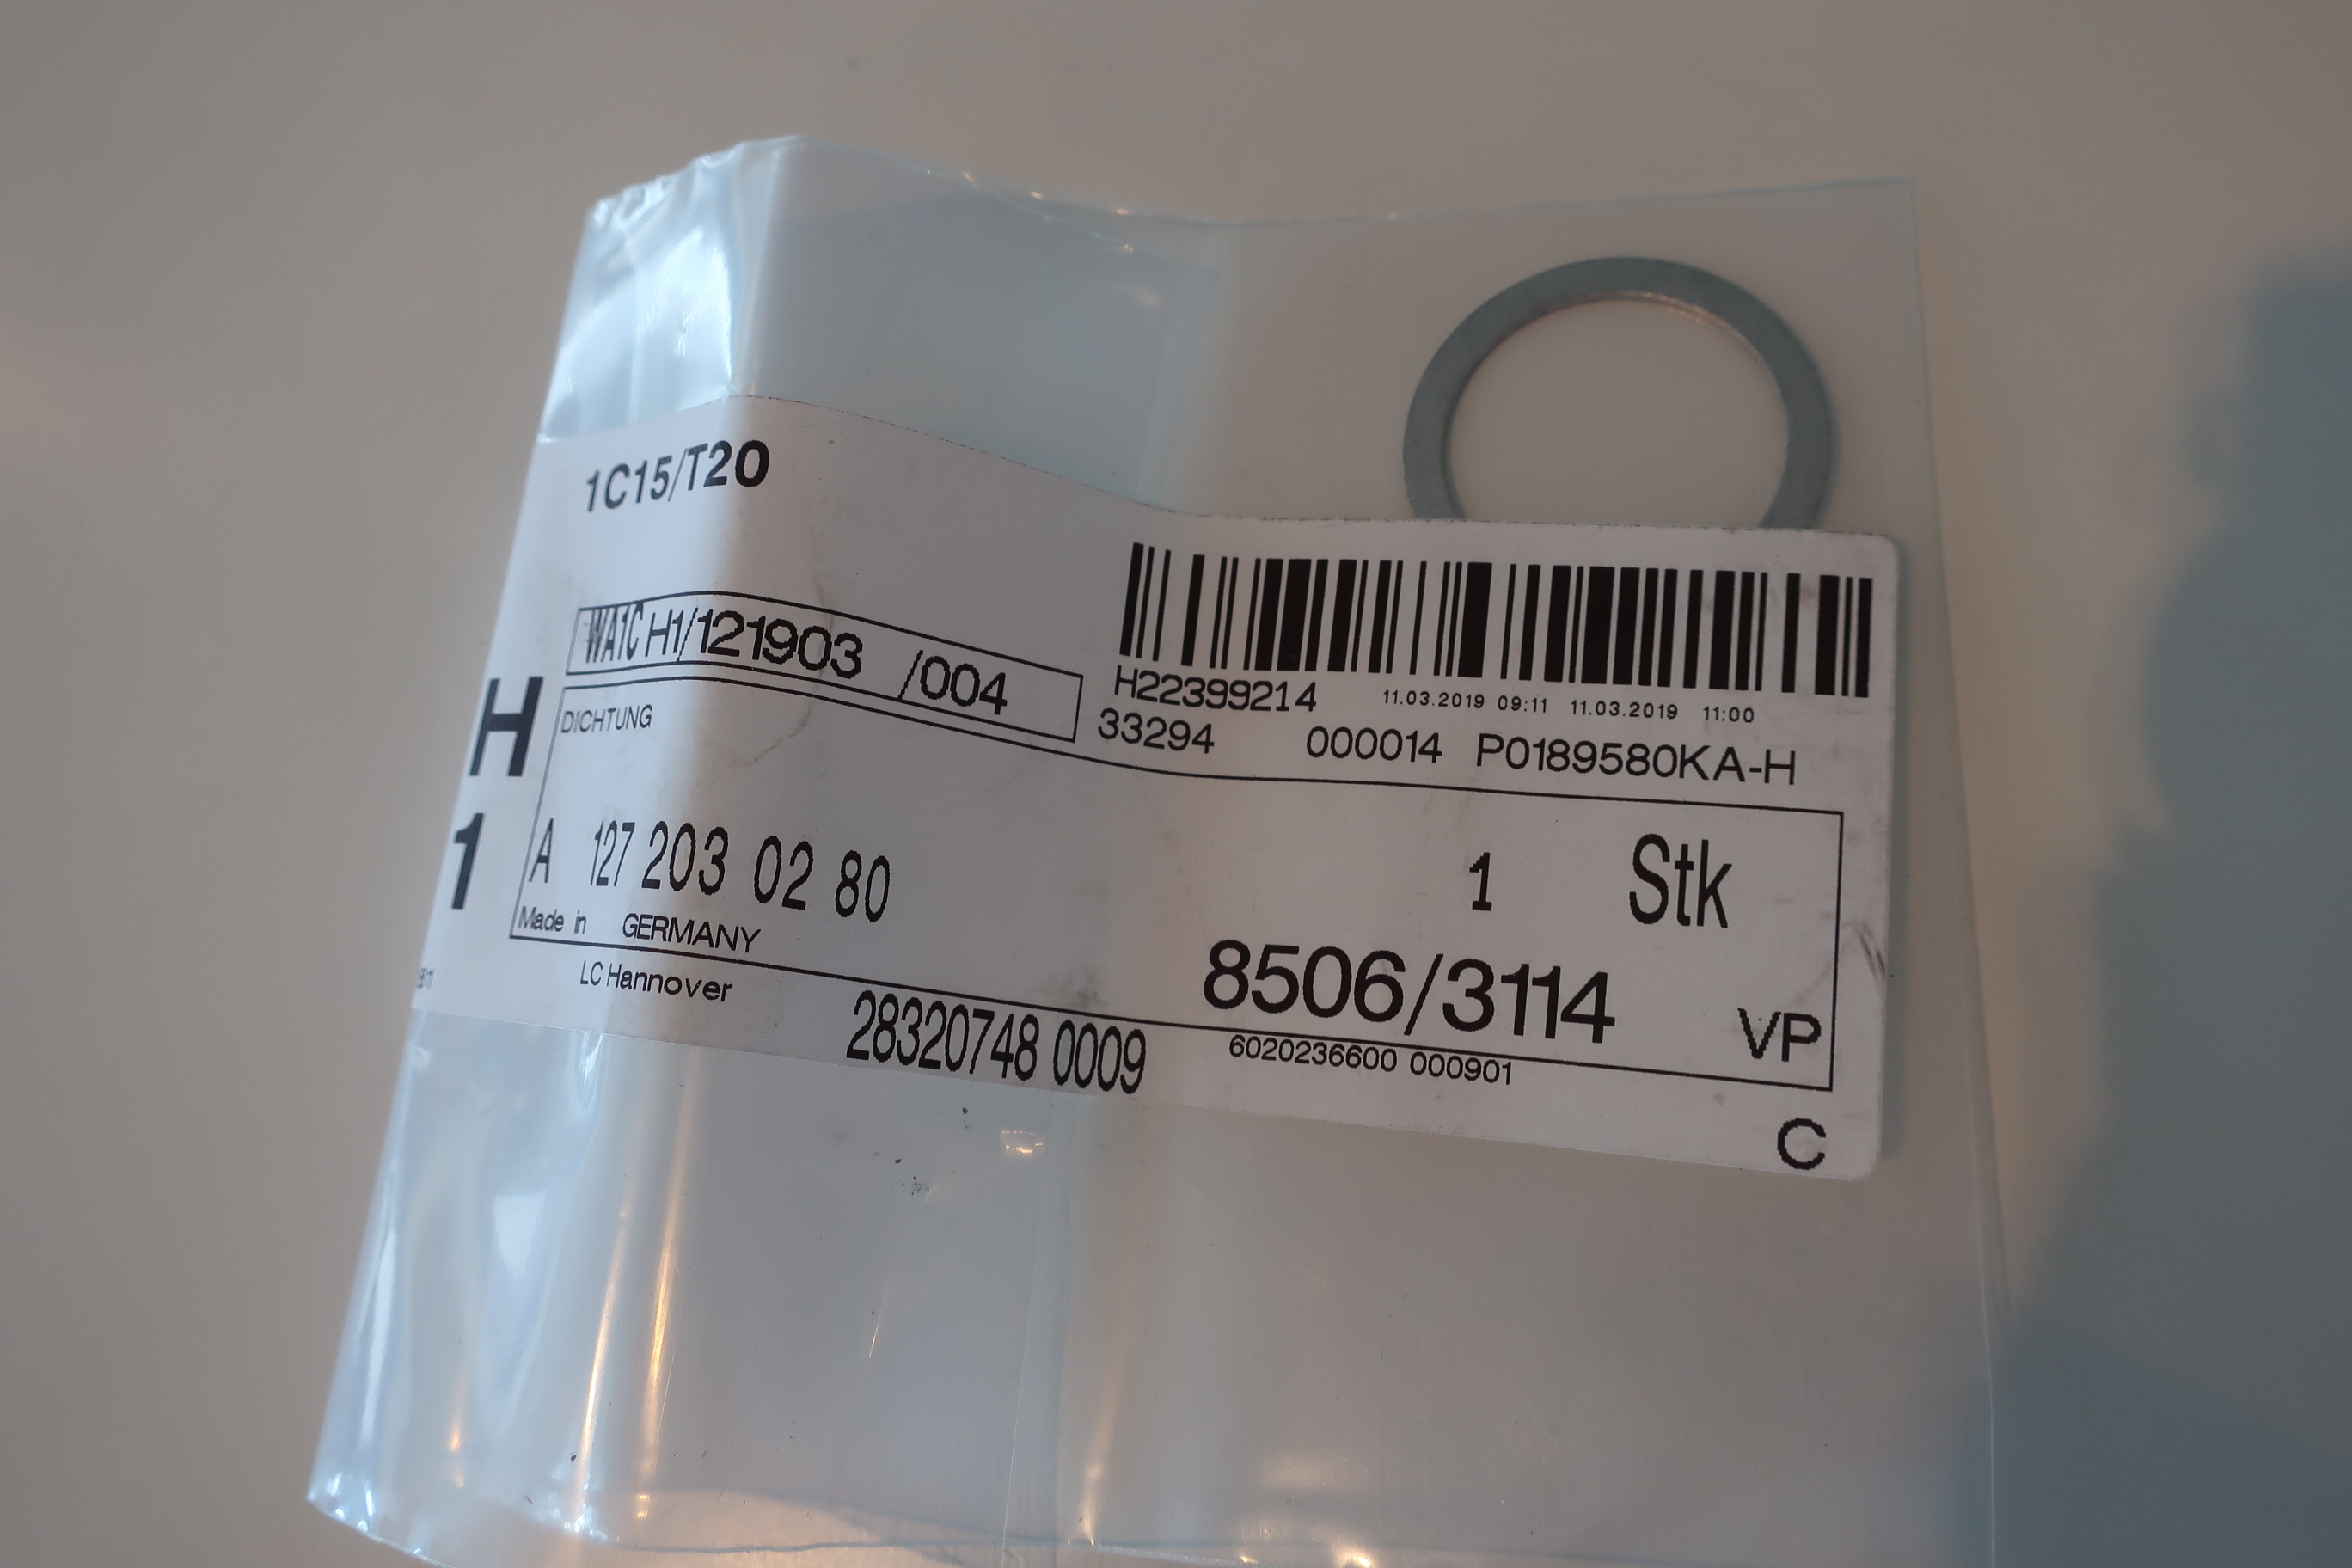 1C15/T20
WA1C H1/121903 /004
H22399214 11.03.2019 09:11 11.03.2019 11:00
33294 000014 P0189580KA-H
H
1
DICHTUNG
A 127 203 02 80 1 Stk
Made in GERMANY
8506/3114 VP
LC Hannover
28320748 0009 6020236600 000901
C